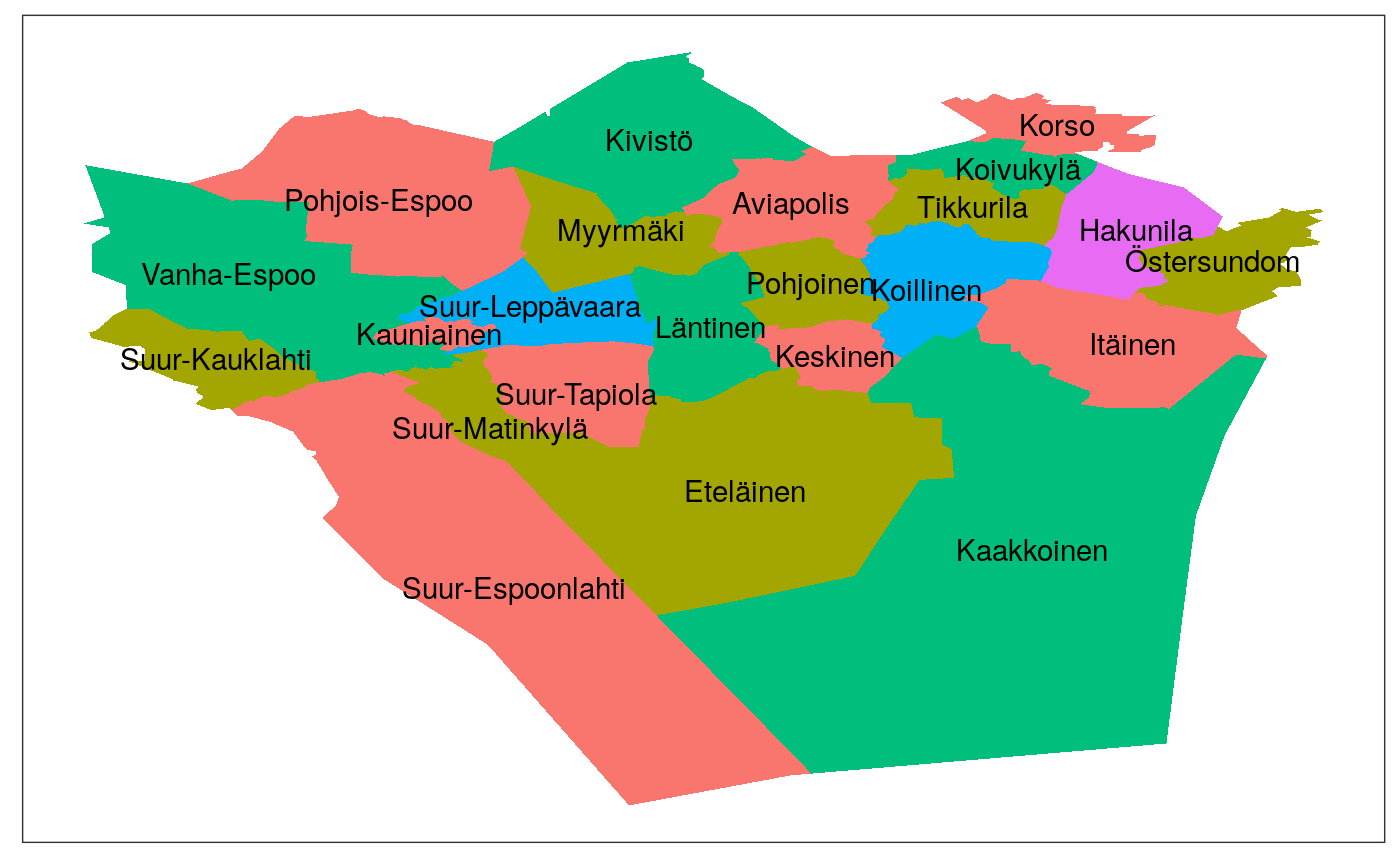 Korso
Kivistö
Koivukylä
Pohjois-Espoo
Aviapolis
Tikkurila
Myyrmäki
Hakunila
Östersundom
Vanha-Espoo
Pohjoinen
Koillinen
Suur-Leppävaara
Läntinen
Kauniainen
Itäinen
Suur-Kauklahti
Keskinen
Suur-Tapiola
Suur-Matinkylä
Eteläinen
Kaakkoinen
Suur-Espoonlahti